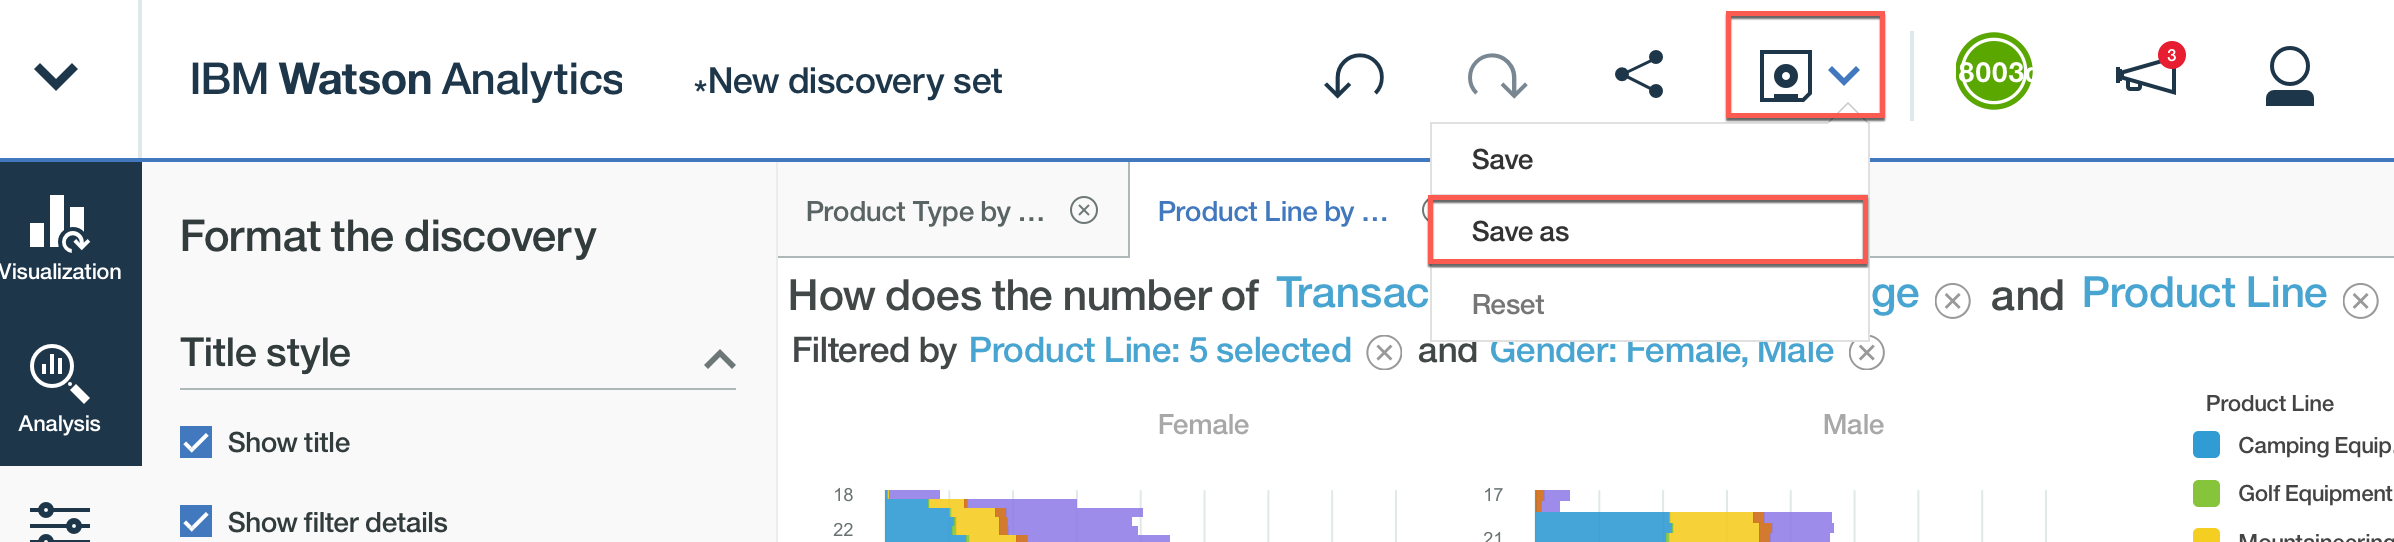 IBM Watson Analytics
*New discovery set
8003
3
Save
Save as
Reset
Visualization
Analysis
Format the discovery
Title style
Show title
Show filter details
Product Type by ...
Product Line by ...
How does the number of Transac ge and Product Line
Filtered by Product Line: 5 selected and Gender: Female, Male
Female
Male
18
22
17
21
Product Line
Camping Equip
Golf Equipment
Mountaineering